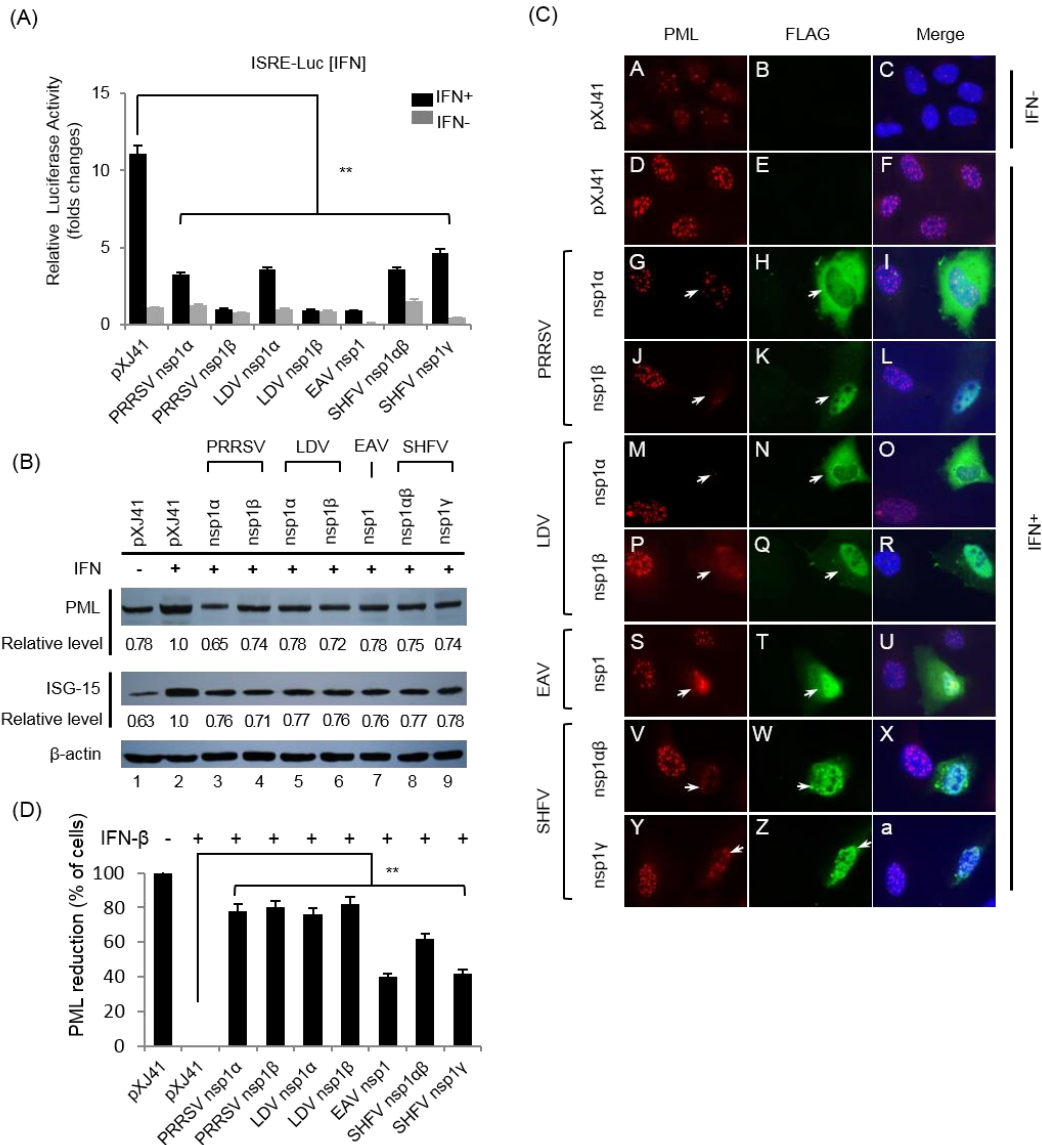 (A)
ISRE-Luc [IFN]
Relative Luciferase Activity
(folds changes)
15
10
5
0
IFN+
IFN-
**
pXJ41
PRRSV nsp1α
PRRSV nsp1β
LDV nsp1α
LDV nsp1β
EAV nsp1
SHFV nsp1αβ
SHFV nsp1γ
(B)
PRRSV LDV EAV SHFV
pXJ41 pXJ41 nsp1α nsp1β nsp1α nsp1β nsp1 nsp1αβ nsp1γ
IFN - + + + + + + + +
PML
Relative level 0.78 1.0 0.65 0.74 0.78 0.72 0.78 0.75 0.74
ISG-15
Relative level 0.63 1.0 0.76 0.71 0.77 0.76 0.76 0.77 0.78
β-actin
1 2 3 4 5 6 7 8 9
(D)
IFN-β - + + + + + + + +
PML reduction (% of cells)
100
80
60
40
20
0
**
pXJ41
pXJ41
PRRSV nsp1α
PRRSV nsp1β
LDV nsp1α
LDV nsp1β
EAV nsp1
SHFV nsp1αβ
SHFV nsp1γ
(C)
PML FLAG Merge
pXJ41 A B C IFN-
pXJ41 D E F
PRRSV
nsp1α G H I
nsp1β J K L
LDV
nsp1α M N O
nsp1β P Q R
EAV
nsp1 S T U
SHFV
nsp1αβ V W X
nsp1γ Y Z a
IFN+